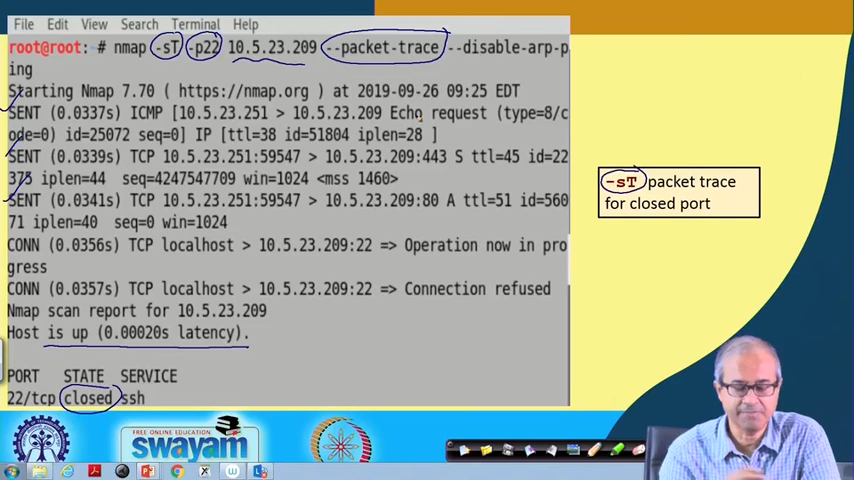 File Edit View Search Terminal Help
root@root:~# nmap -sT -p22 10.5.23.209 --packet-trace --disable-arp-p
ing
Starting Nmap 7.70 ( https://nmap.org ) at 2019-09-26 09:25 EDT
SENT (0.0337s) ICMP [10.5.23.251 > 10.5.23.209 Echo request (type=8/c
ode=0) id=25072 seq=0] IP [ttl=38 id=51804 iplen=28 ]
SENT (0.0339s) TCP 10.5.23.251:59547 > 10.5.23.209:443 S ttl=45 id=22
375 iplen=44 seq=4247547709 win=1024 <mss 1460>
SENT (0.0341s) TCP 10.5.23.251:59547 > 10.5.23.209:80 A ttl=51 id=560
71 iplen=40 seq=0 win=1024
CONN (0.0356s) TCP localhost > 10.5.23.209:22 => Operation now in pro
gress
CONN (0.0357s) TCP localhost > 10.5.23.209:22 => Connection refused
Nmap scan report for 10.5.23.209
Host is up (0.00020s latency).
PORT STATE SERVICE
22/tcp closed ssh
-sT packet trace
for closed port
FREE ONLINE EDUCATION
swayam